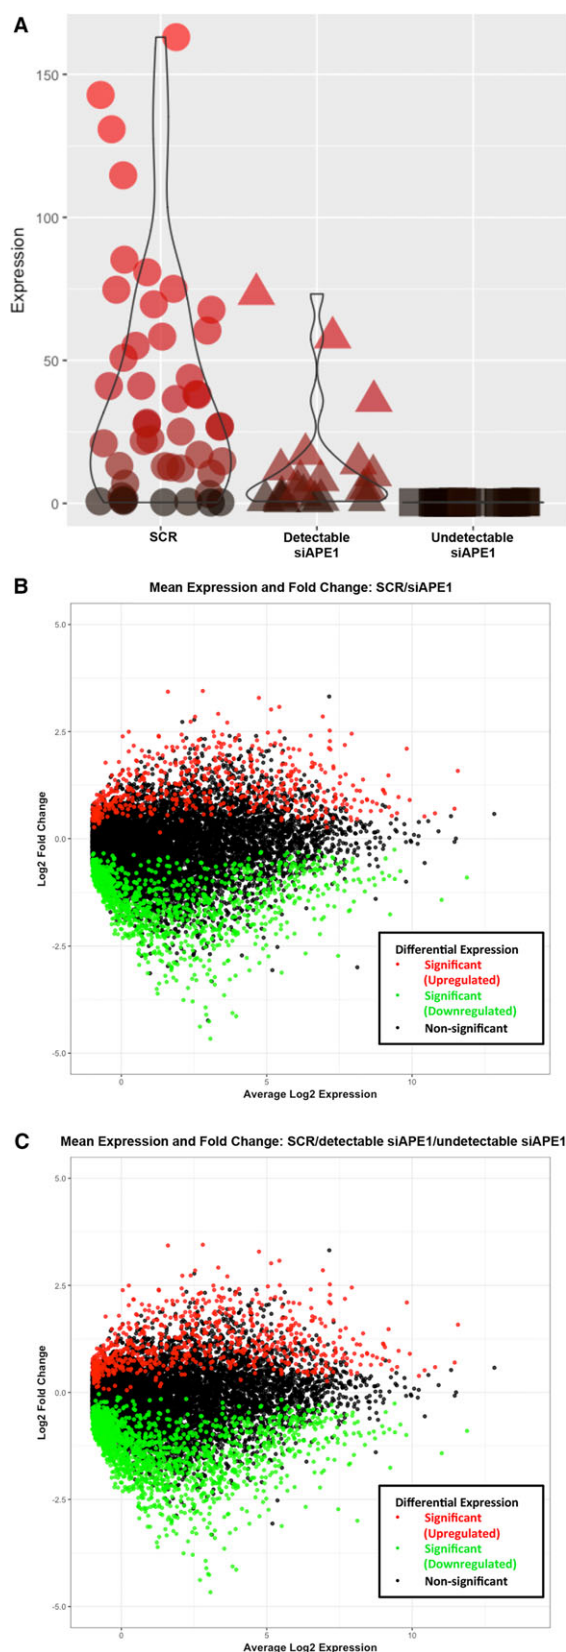 A
150
100
50
0
Expression
SCR
Detectable
siAPE1
Undetectable
siAPE1
B
Mean Expression and Fold Change: SCR/siAPE1
5.0
2.5
0.0
-2.5
-5.0
Log2 Fold Change
Differential Expression
Significant
(Upregulated)
Significant
(Downregulated)
Non-significant
0
5
10
Average Log2 Expression
C
Mean Expression and Fold Change: SCR/detectable siAPE1/undetectable siAPE1
5.0
2.5
0.0
-2.5
-5.0
Log2 Fold Change
Differential Expression
Significant
(Upregulated)
Significant
(Downregulated)
Non-significant
0
5
10
Average Log2 Expression